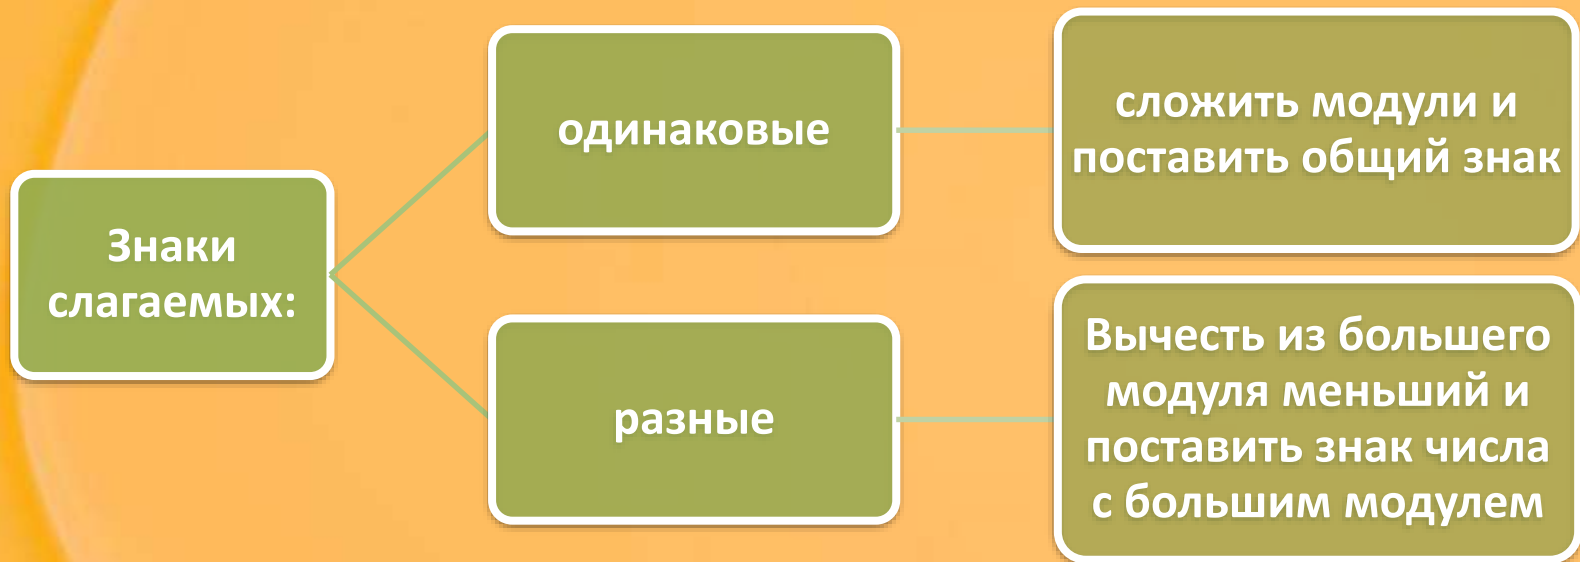 Знаки
слагаемых:
одинаковые
сложить модули и
поставить общий знак
разные
Вычесть из большего
модуля меньший и
поставить знак числа
с большим модулем